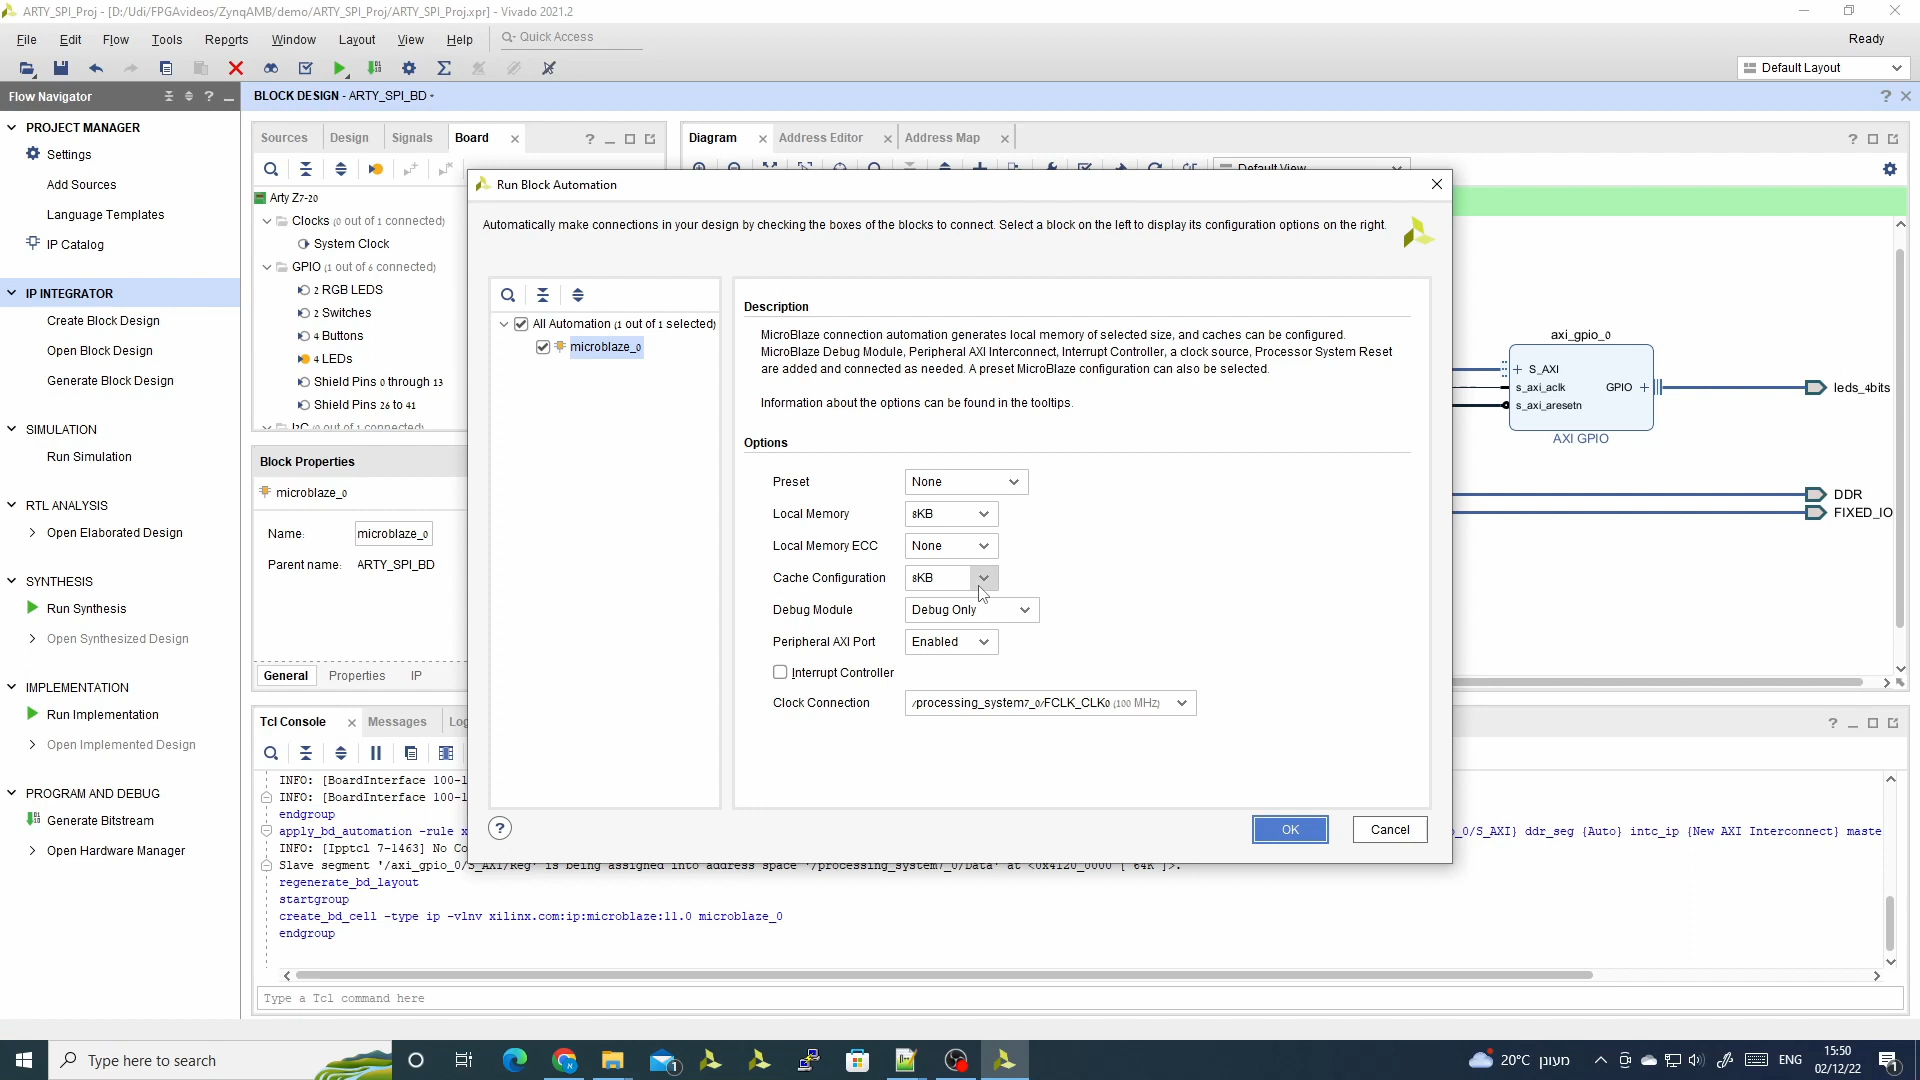 ARTY_SPI_Proj - [D:/Udi/FPGAvideos/ZynqAMB/demo/ARTY_SPI_Proj/ARTY_SPI_Proj.xpr] - Vivado 2021.2
File Edit Flow Tools Reports Window Layout View Help Quick Access
Ready
Default Layout
Flow Navigator
PROJECT MANAGER
Settings
Add Sources
Language Templates
IP Catalog
IP INTEGRATOR
Create Block Design
Open Block Design
Generate Block Design
SIMULATION
Run Simulation
RTL ANALYSIS
Open Elaborated Design
SYNTHESIS
Run Synthesis
Open Synthesized Design
IMPLEMENTATION
Run Implementation
Open Implemented Design
PROGRAM AND DEBUG
Generate Bitstream
Open Hardware Manager
BLOCK DESIGN - ARTY_SPI_BD *
Sources Design Signals Board
Arty Z7-20
Clocks (0 out of 1 connected)
System Clock
GPIO (1 out of 6 connected)
2 RGB LEDS
2 Switches
4 Buttons
4 LEDs
Shield Pins 0 through 13
Shield Pins 26 to 41
I2C (0 out of 1 connected)
Block Properties
microblaze_0
Name: microblaze_0
Parent name: ARTY_SPI_BD
General Properties IP
Diagram Address Editor Address Map
Default View
axi_gpio_0
S_AXI
s_axi_aclk GPIO
s_axi_aresetn
AXI GPIO
leds_4bits
DDR
FIXED_IO
Run Block Automation
Automatically make connections in your design by checking the boxes of the blocks to connect. Select a block on the left to display its configuration options on the right.
All Automation (1 out of 1 selected)
microblaze_0
Description
MicroBlaze connection automation generates local memory of selected size, and caches can be configured.
MicroBlaze Debug Module, Peripheral AXI Interconnect, Interrupt Controller, a clock source, Processor System Reset
are added and connected as needed. A preset MicroBlaze configuration can also be selected.
Information about the options can be found in the tooltips.
Options
Preset None
Local Memory 8KB
Local Memory ECC None
Cache Configuration 8KB
Debug Module Debug Only
Peripheral AXI Port Enabled
Interrupt Controller
Clock Connection /processing_system7_0/FCLK_CLK0 (100 MHz)
OK Cancel
Tcl Console Messages Log
INFO: [BoardInterface 100-1
INFO: [BoardInterface 100-1
endgroup
apply_bd_automation -rule x
_0/S_AXI} ddr_seg {Auto} intc_ip {New AXI Interconnect} maste
INFO: [Ipptcl 7-1463] No Co
Slave segment '/axi_gpio_0/S_AXI/Reg' is being assigned into address space '/processing_system7_0/Data' at <0x4120_0000 [ 64K ]>.
regenerate_bd_layout
startgroup
create_bd_cell -type ip -vlnv xilinx.com:ip:microblaze:11.0 microblaze_0
endgroup
Type a Tcl command here
Type here to search
20°C מעונן
ENG
15:50
02/12/22